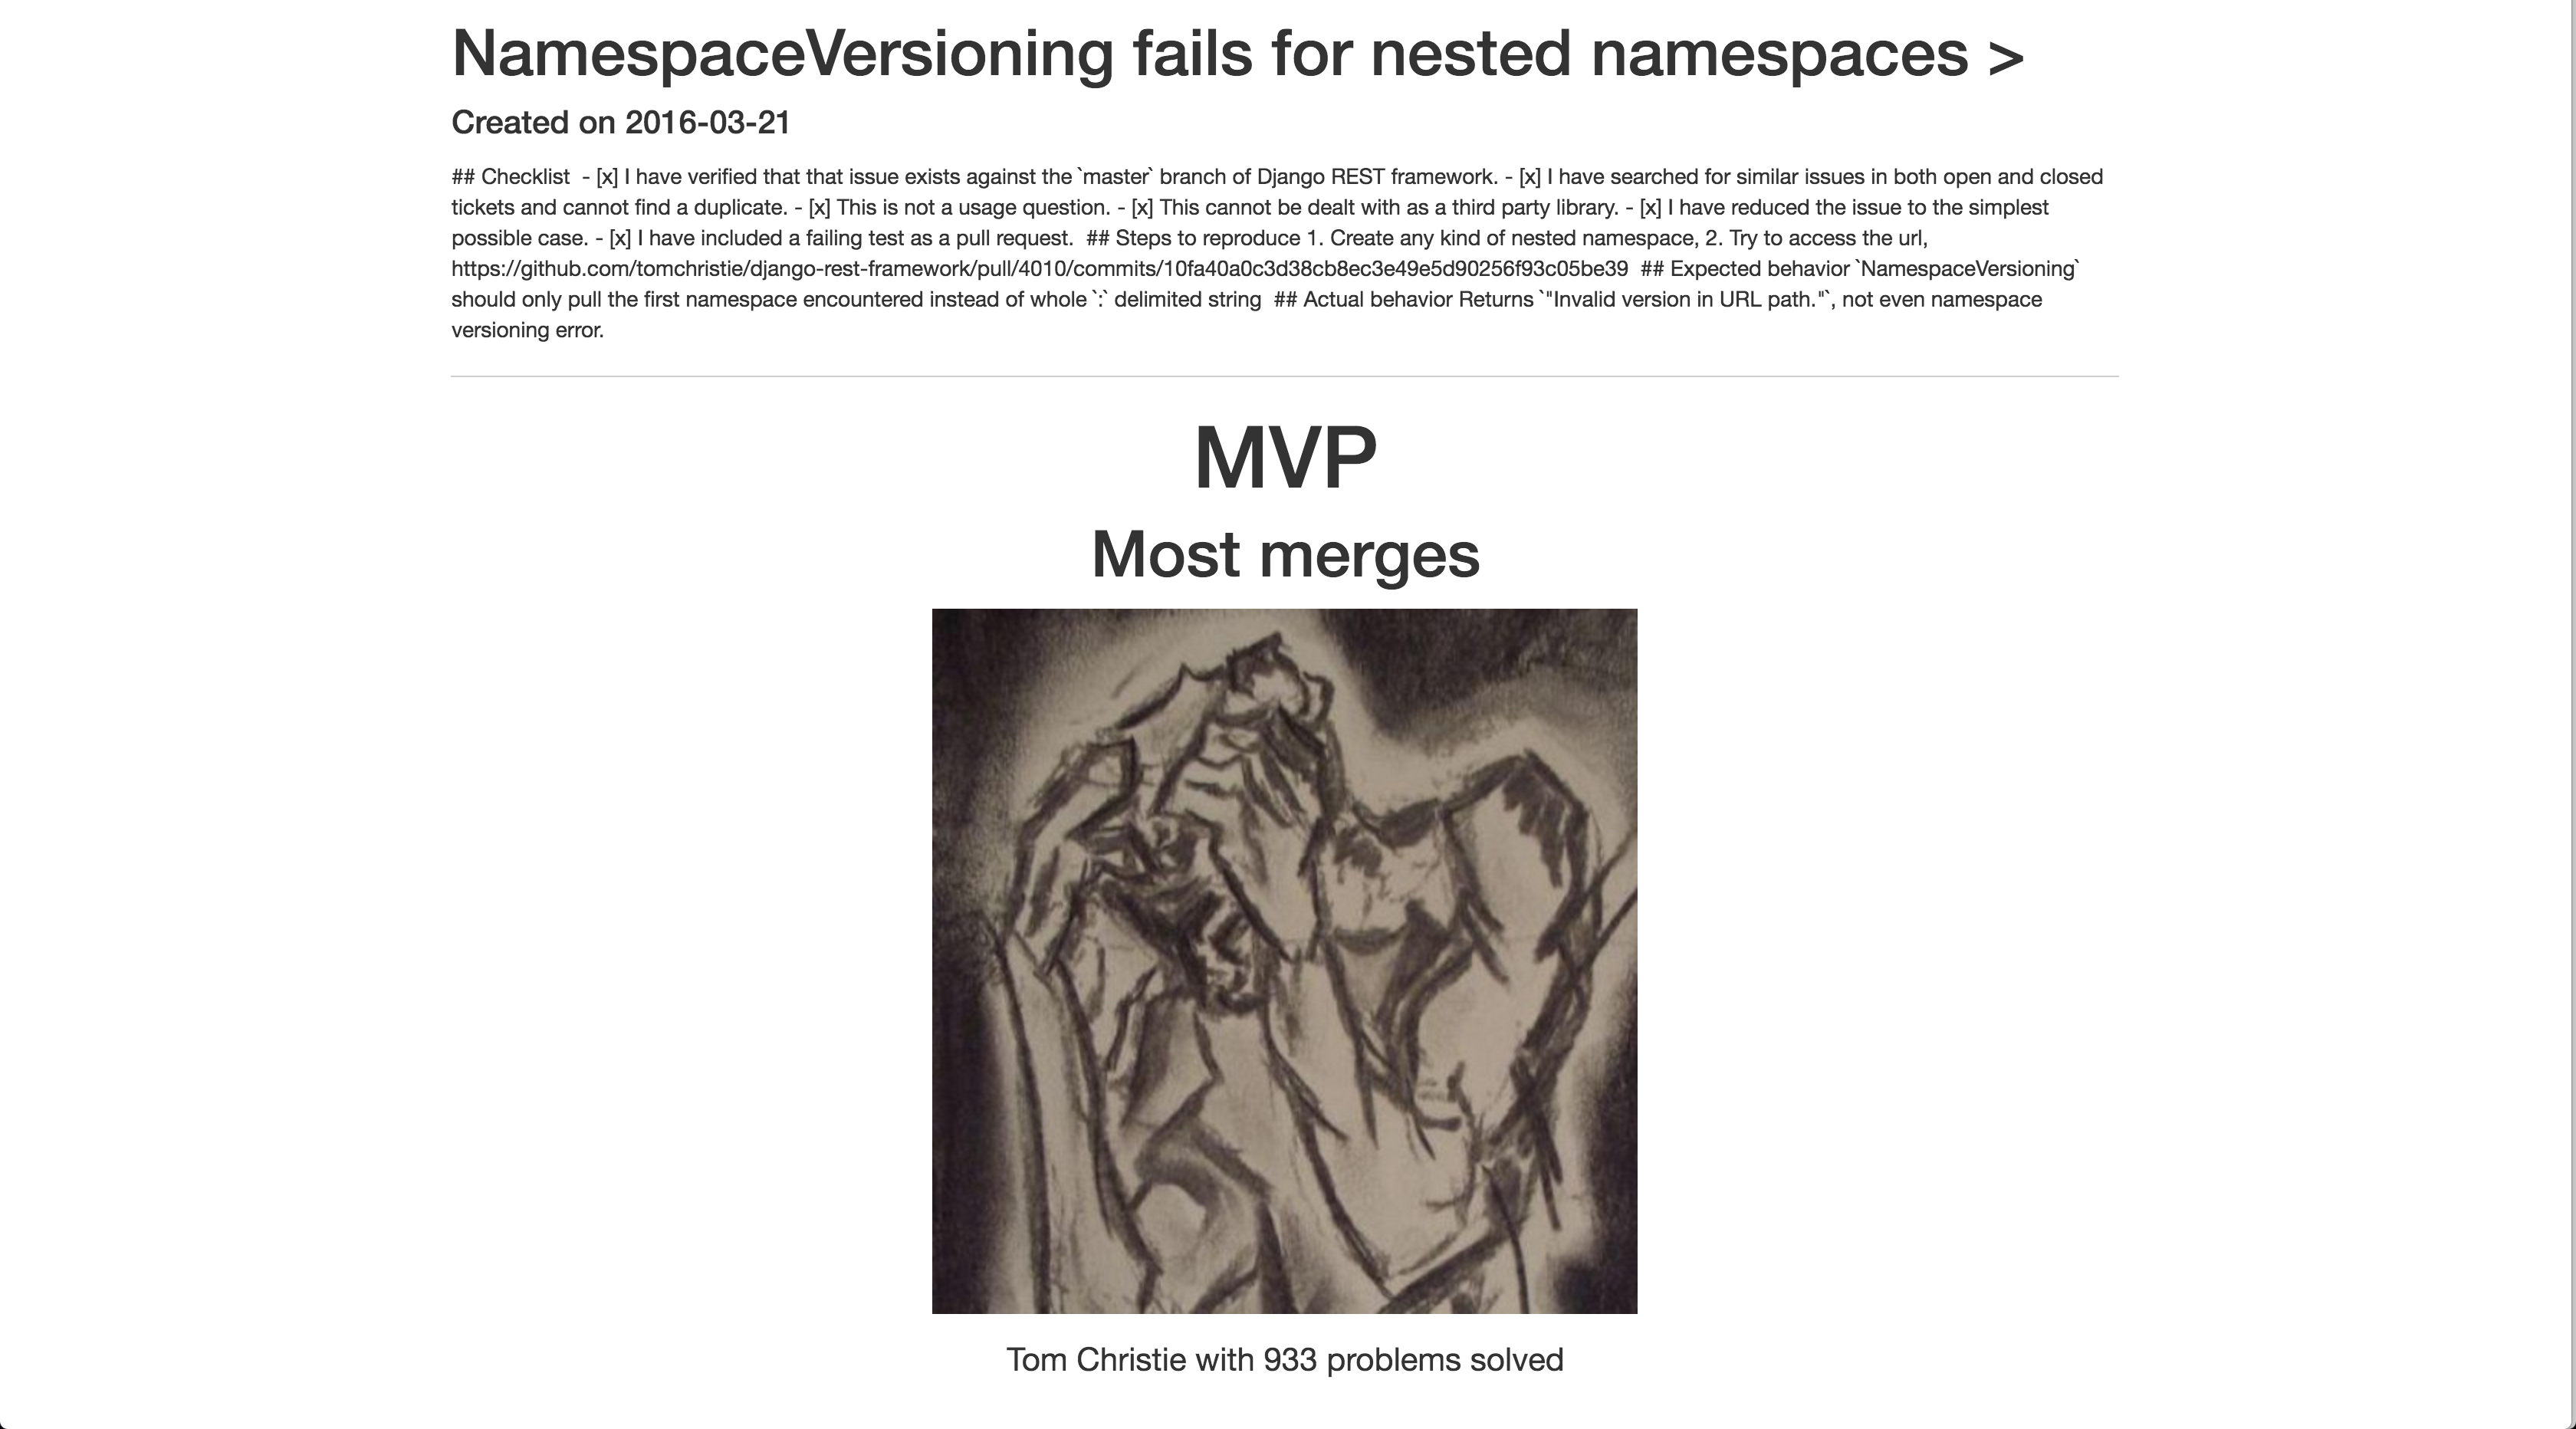 NamespaceVersioning fails for nested namespaces >
Created on 2016-03-21
## Checklist - [x] I have verified that that issue exists against the `master` branch of Django REST framework. - [x] I have searched for similar issues in both open and closed
tickets and cannot find a duplicate. - [x] This is not a usage question. - [x] This cannot be dealt with as a third party library. - [x] I have reduced the issue to the simplest
possible case. - [x] I have included a failing test as a pull request. ## Steps to reproduce 1. Create any kind of nested namespace, 2. Try to access the url,
https://github.com/tomchristie/django-rest-framework/pull/4010/commits/10fa40a0c3d38cb8ec3e49e5d90256f93c05be39 ## Expected behavior `NamespaceVersioning`
should only pull the first namespace encountered instead of whole `:` delimited string ## Actual behavior Returns `"Invalid version in URL path."`, not even namespace
versioning error.
MVP
Most merges
Tom Christie with 933 problems solved